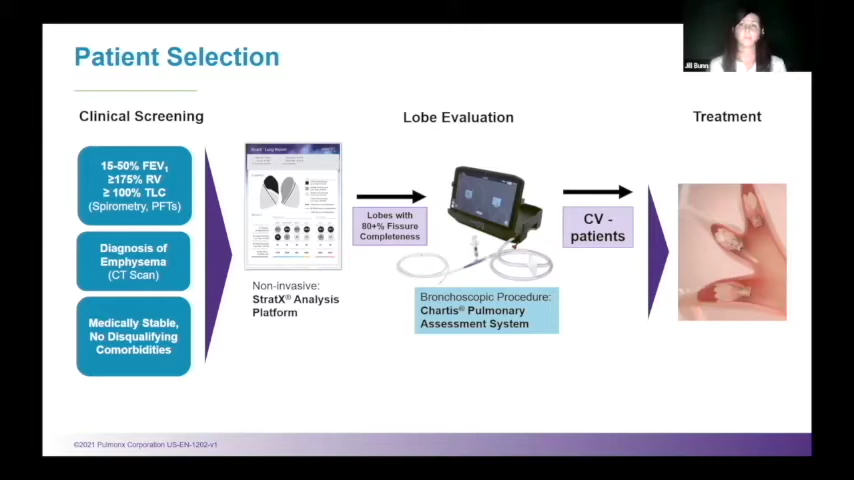 Patient Selection
Jill Bunn
Clinical Screening
Lobe Evaluation
Treatment
15-50% FEV1
≥175% RV
≥ 100% TLC
(Spirometry, PFTs)
Diagnosis of
Emphysema
(CT Scan)
Medically Stable,
No Disqualifying
Comorbidities
Lung Report
Non-invasive:
StratX® Analysis
Platform
Lobes with
80+% Fissure
Completeness
Bronchoscopic Procedure:
Chartis® Pulmonary
Assessment System
CV -
patients
©2021 Pulmonx Corporation US-EN-1202-v1